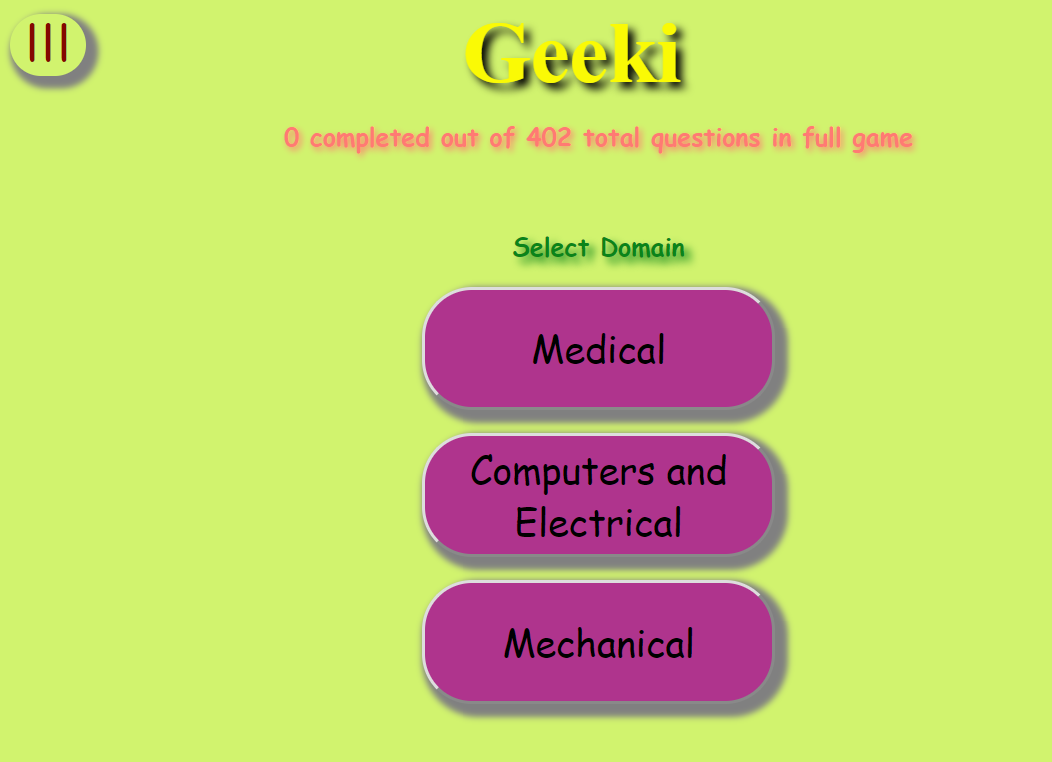 Geeki
0 completed out of 402 total questions in full game
Select Domain
Medical
Computers and
Electrical
Mechanical